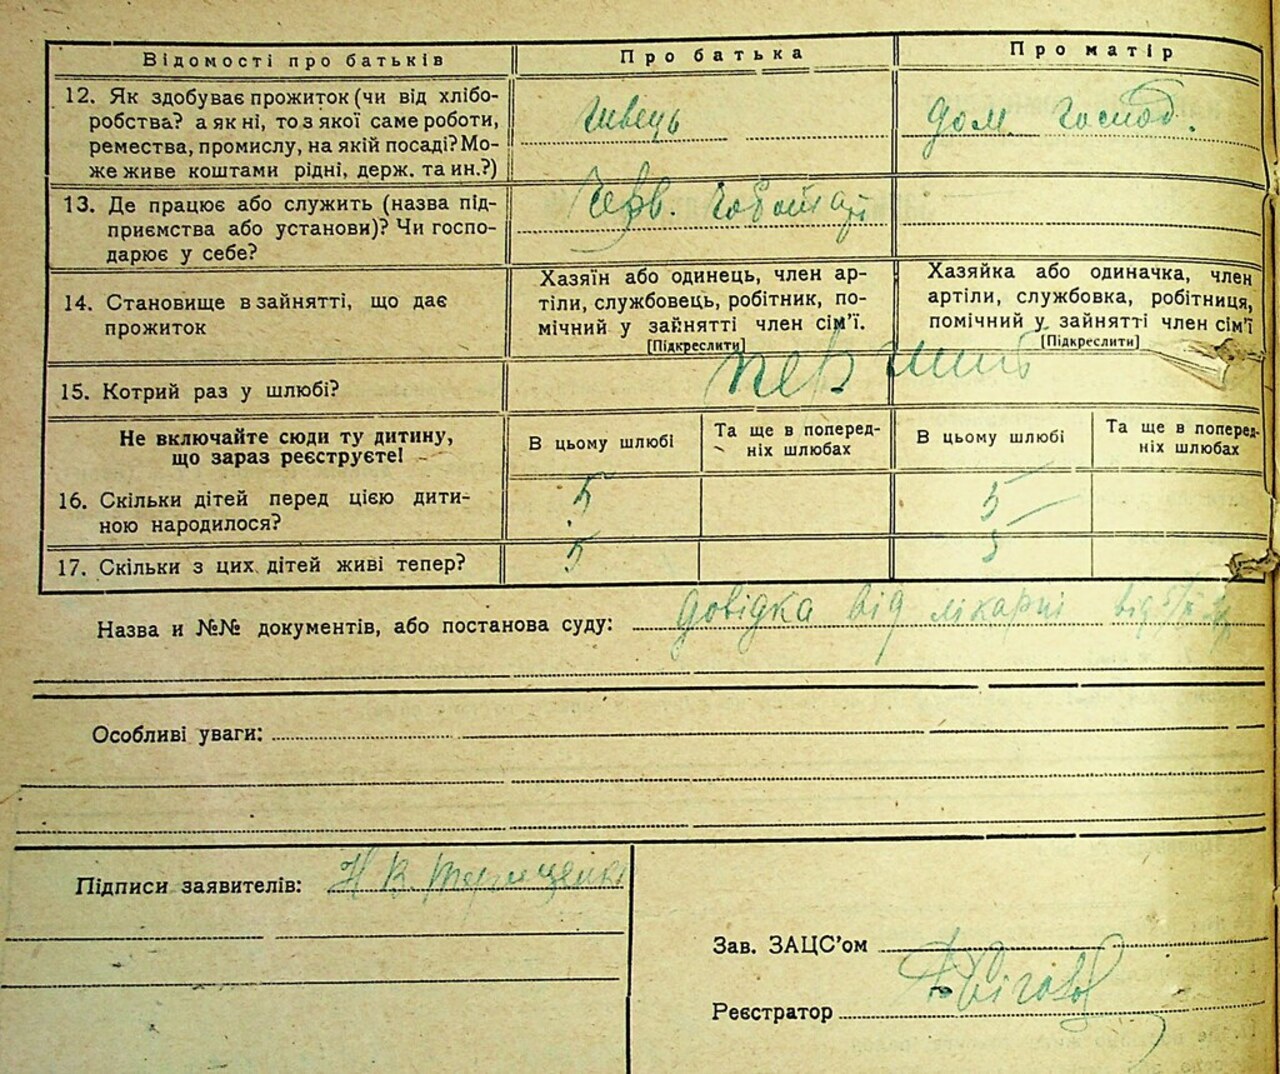 Відомості про батьків
Про батька
Про матір
12. Як здобуває прожиток (чи від хлібо-
робства? а як ні, то з якої саме роботи,
ремества, промислу, на якій посаді? Мо-
же живе коштами рідні, держ. та ин.?)
швець
дом. господ.
13. Де працює або служить (назва під-
приємства або установи)? Чи госпо-
дарює у себе?
Черв. Чоботар
14. Становище в зайнятті, що дає
прожиток
Хазяїн або одинець, член ар-
тіли, службовець, робітник, по-
мічний у зайнятті член сім'ї.
[Підкреслити]
Хазяйка або одиначка, член
артіли, службовка, робітниця,
помічний у зайнятті член сім'ї
[Підкреслити]
15. Котрий раз у шлюбі?
перший
Не включайте сюди ту дитину,
що зараз реєструєте!
В цьому шлюбі
Та ще в поперед-
ніх шлюбах
В цьому шлюбі
Та ще в поперед-
ніх шлюбах
16. Скільки дітей перед цією дити-
ною народилося?
5
5
17. Скільки з цих дітей живі тепер?
5
5
Назва и №№ документів, або постанова суду: довідка від лікарні від
Особливі уваги:
Підписи заявителів: Н В
Зав. ЗАЦС'ом
Реєстратор